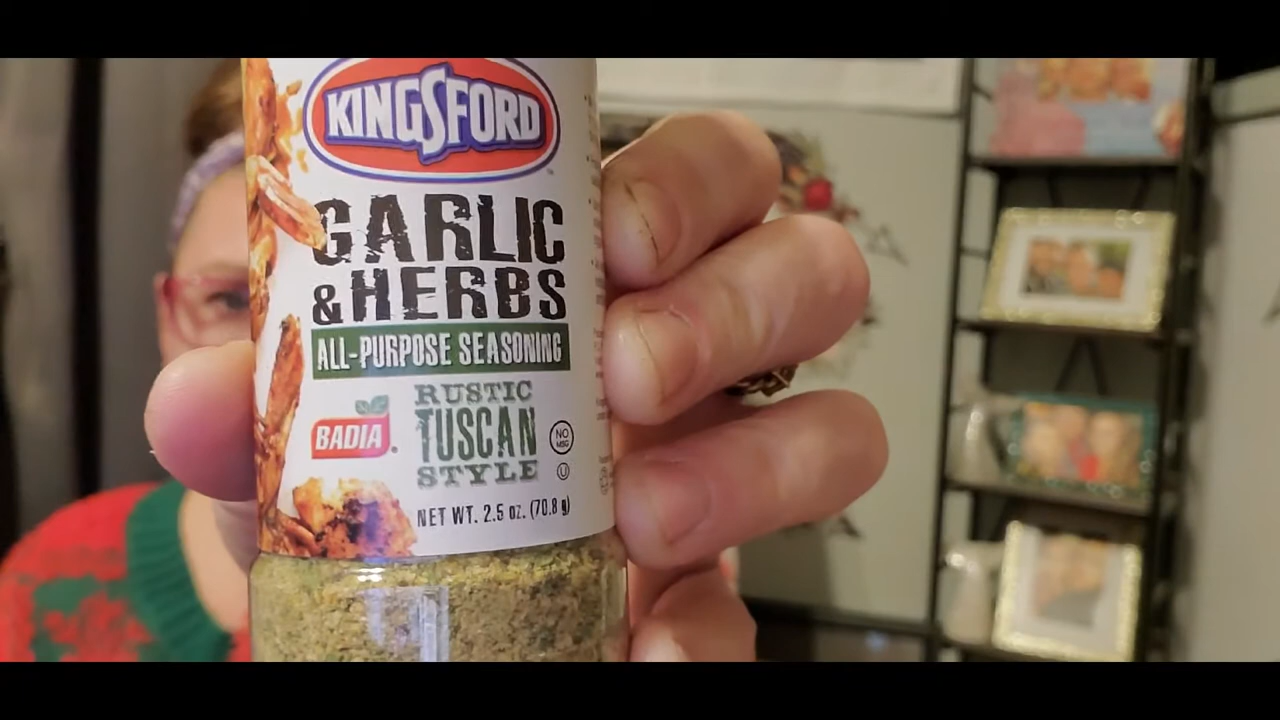 KINGSFORD
GARLIC
& HERBS
ALL-PURPOSE SEASONING
BADIA®
RUSTIC
TUSCAN
STYLE
NO
MSG
U
NET WT. 2.5 oz. (70.8 g)